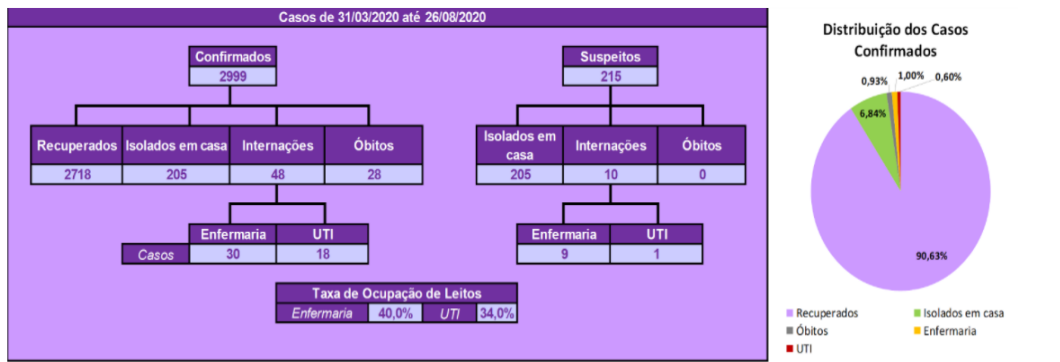 Casos de 31/03/2020 até 26/08/2020
Confirmados
2999
Recuperados Isolados em casa Internações Óbitos
2718 205 48 28
Enfermaria UTI
Casos 30 18
Suspeitos
215
Isolados em
casa
Internações Óbitos
205 10 0
Enfermaria UTI
9 1
Taxa de Ocupação de Leitos
Enfermaria 40,0% UTI 34,0%
Distribuição dos Casos
Confirmados
0,93% 1,00% 0,60%
6,84%
90,63%
Recuperados Isolados em casa
Óbitos Enfermaria
UTI